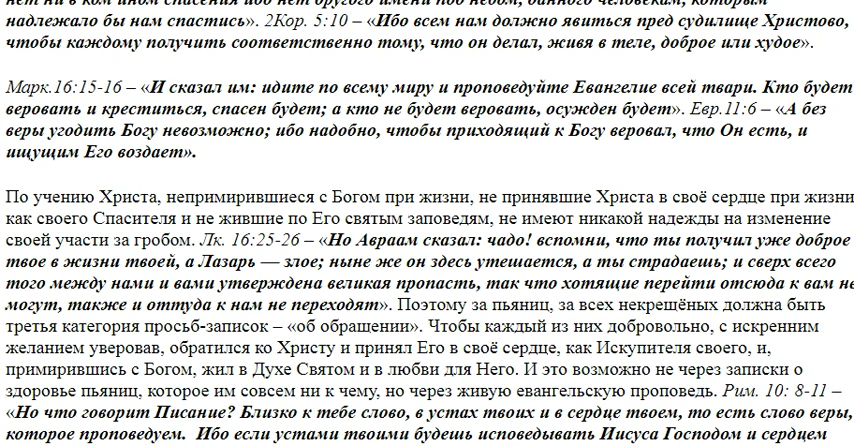 нет ни в ком ином спасения ибо нет другого имени под небом, данного человекам, которым
надлежало бы нам спастись». 2Кор. 5:10 – «Ибо всем нам должно явиться пред судилище Христово,
чтобы каждому получить соответственно тому, что он делал, живя в теле, доброе или худое».
Марк.16:15-16 – «И сказал им: идите по всему миру и проповедуйте Евангелие всей твари. Кто будет
веровать и креститься, спасен будет; а кто не будет веровать, осужден будет». Евр.11:6 – «А без
веры угодить Богу невозможно; ибо надобно, чтобы приходящий к Богу веровал, что Он есть, и
ищущим Его воздает».
По учению Христа, непримирившиеся с Богом при жизни, не принявшие Христа в своё сердце при жизни
как своего Спасителя и не жившие по Его святым заповедям, не имеют никакой надежды на изменение
своей участи за гробом. Лк. 16:25-26 – «Но Авраам сказал: чадо! вспомни, что ты получил уже доброе
твое в жизни твоей, а Лазарь — злое; ныне же он здесь утешается, а ты страдаешь; и сверх всего
того между нами и вами утверждена великая пропасть, так что хотящие перейти отсюда к вам не
могут, также и оттуда к нам не переходят». Поэтому за пьяниц, за всех некрещёных должна быть
третья категория просьб-записок – «об обращении». Чтобы каждый из них добровольно, с искренним
желанием уверовав, обратился ко Христу и принял Его в своё сердце, как Искупителя своего, и,
примирившись с Богом, жил в Духе Святом и в любви для Него. И это возможно не через записки о
здоровье пьяниц, которое им совсем ни к чему, но через живую евангельскую проповедь. Рим. 10: 8-11 –
«Но что говорит Писание? Близко к тебе слово, в устах твоих и в сердце твоем, то есть слово веры,
которое проповедуем. Ибо если устами твоими будешь исповедывать Иисуса Господом и сердцем